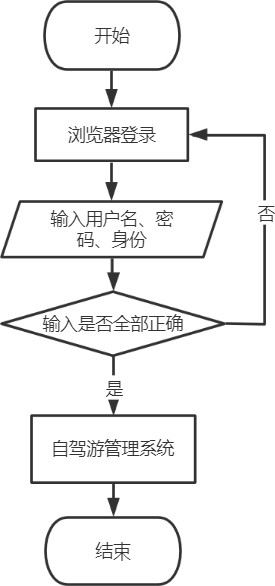 开始
浏览器登录
输入用户名、密
码、身份
否
输入是否全部正确
是
自驾游管理系统
结束